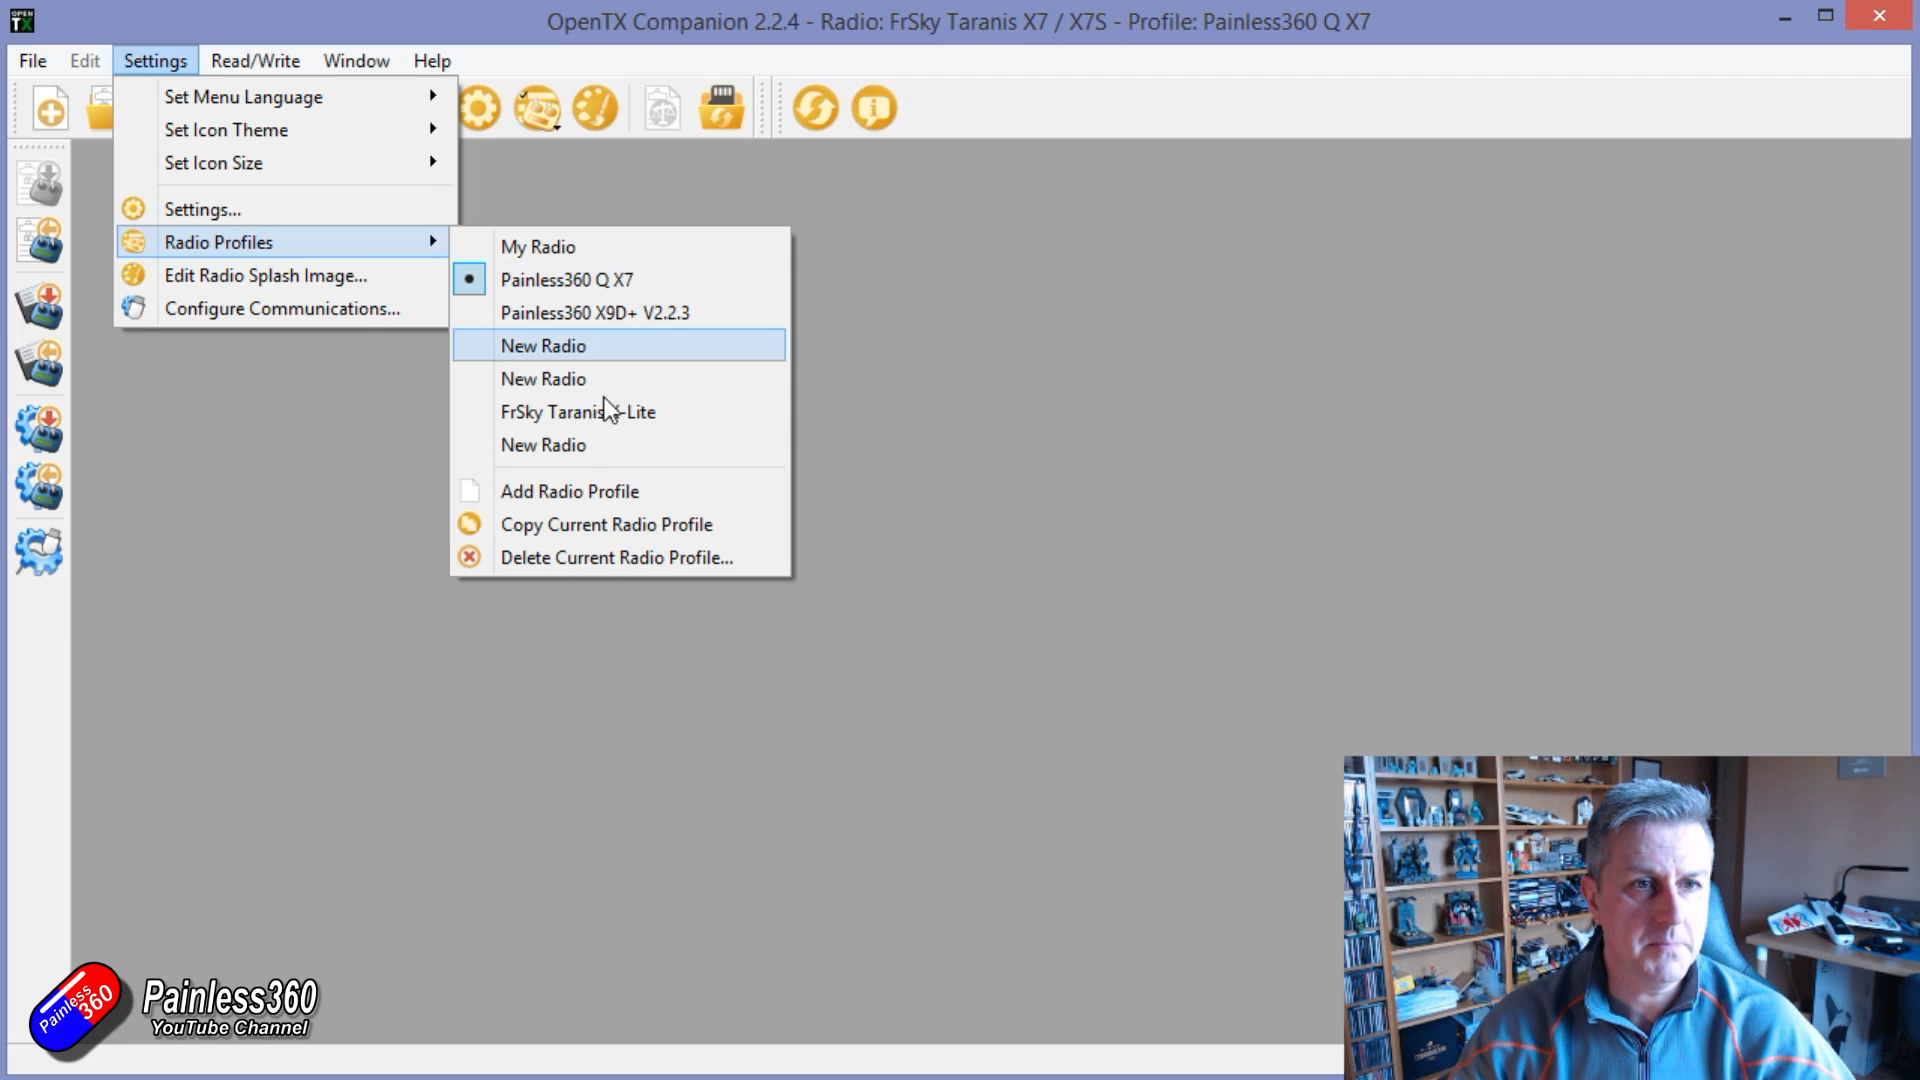 OPEN
TX
OpenTX Companion 2.2.4 - Radio: FrSky Taranis X7 / X7S - Profile: Painless360 Q X7
File Edit Settings Read/Write Window Help
Set Menu Language
Set Icon Theme
Set Icon Size
Settings...
Radio Profiles
Edit Radio Splash Image...
Configure Communications...
My Radio
Painless360 Q X7
Painless360 X9D+ V2.2.3
New Radio
New Radio
FrSky Taranis -Lite
New Radio
Add Radio Profile
Copy Current Radio Profile
Delete Current Radio Profile...
Painless
360
Painless360
YouTube Channel